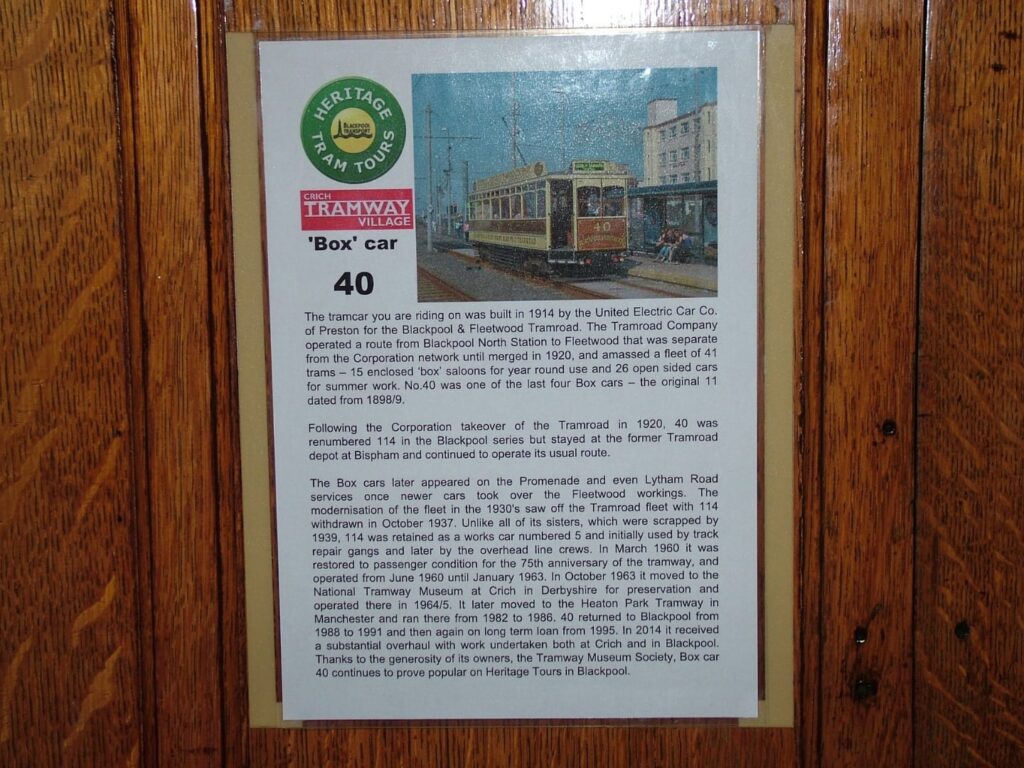 HERITAGE
BLACKPOOL
TRANSPORT
TRAM TOURS
CRICH
TRAMWAY
VILLAGE
'Box' car
40
40
The tramcar you are riding on was built in 1914 by the United Electric Car Co.
of Preston for the Blackpool & Fleetwood Tramroad. The Tramroad Company
operated a route from Blackpool North Station to Fleetwood that was separate
from the Corporation network until merged in 1920, and amassed a fleet of 41
trams – 15 enclosed 'box' saloons for year round use and 26 open sided cars
for summer work. No.40 was one of the last four Box cars – the original 11
dated from 1898/9.
Following the Corporation takeover of the Tramroad in 1920, 40 was
renumbered 114 in the Blackpool series but stayed at the former Tramroad
depot at Bispham and continued to operate its usual route.
The Box cars later appeared on the Promenade and even Lytham Road
services once newer cars took over the Fleetwood workings. The
modernisation of the fleet in the 1930's saw off the Tramroad fleet with 114
withdrawn in October 1937. Unlike all of its sisters, which were scrapped by
1939, 114 was retained as a works car numbered 5 and initially used by track
repair gangs and later by the overhead line crews. In March 1960 it was
restored to passenger condition for the 75th anniversary of the tramway, and
operated from June 1960 until January 1963. In October 1963 it moved to the
National Tramway Museum at Crich in Derbyshire for preservation and
operated there in 1964/5. It later moved to the Heaton Park Tramway in
Manchester and ran there from 1982 to 1986. 40 returned to Blackpool from
1988 to 1991 and then again on long term loan from 1995. In 2014 it received
a substantial overhaul with work undertaken both at Crich and in Blackpool.
Thanks to the generosity of its owners, the Tramway Museum Society, Box car
40 continues to prove popular on Heritage Tours in Blackpool.